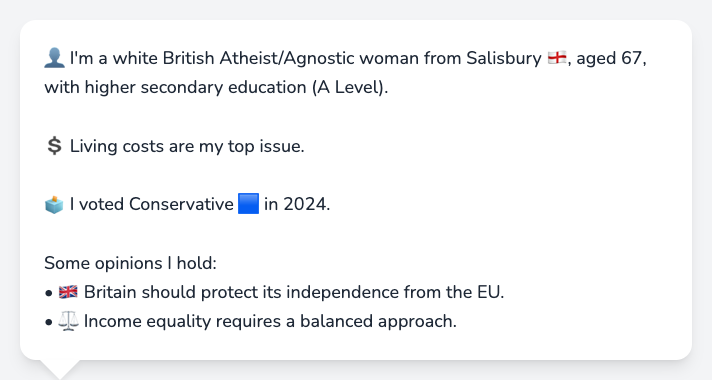 👤 I'm a white British Atheist/Agnostic woman from Salisbury 🏴󠁧󠁢󠁥󠁮󠁧󠁿, aged 67,
with higher secondary education (A Level).
💲 Living costs are my top issue.
🗳️ I voted Conservative 🟦 in 2024.
Some opinions I hold:
• 🇬🇧 Britain should protect its independence from the EU.
• ⚖️ Income equality requires a balanced approach.